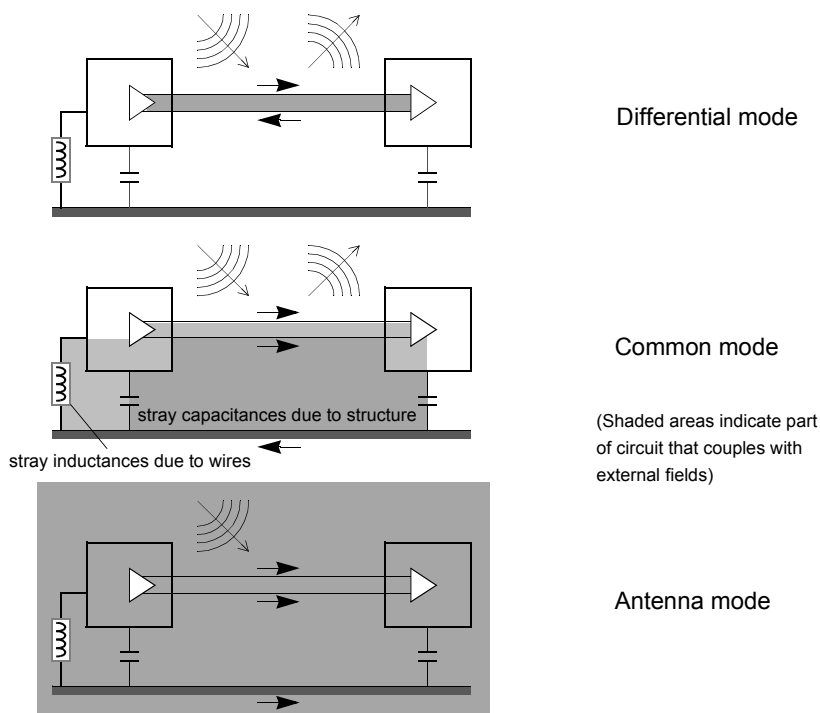 Differential mode
Common mode
stray capacitances due to structure
(Shaded areas indicate part
of circuit that couples with
external fields)
stray inductances due to wires
Antenna mode